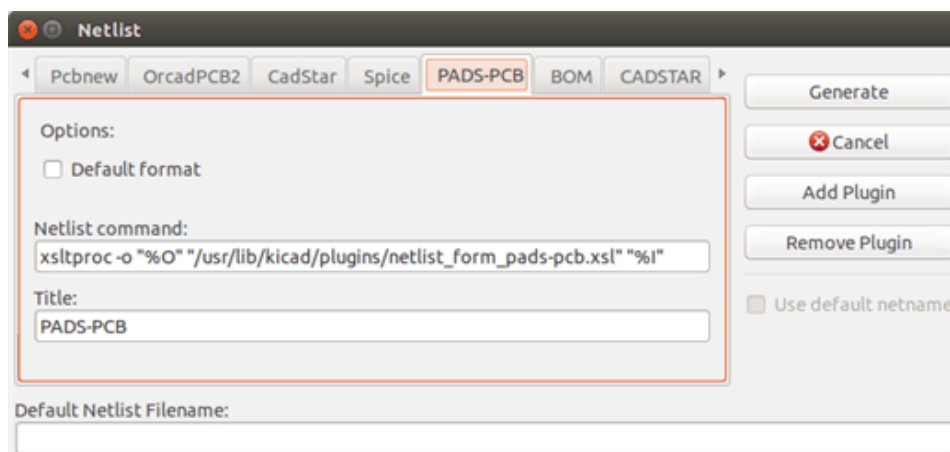 Netlist
Pcbnew OrcadPCB2 CadStar Spice PADS-PCB BOM CADSTAR
Generate
Options:
Cancel
Default format
Add Plugin
Netlist command:
Remove Plugin
xsltproc -o "%O" "/usr/lib/kicad/plugins/netlist_form_pads-pcb.xsl" "%I"
Title:
Use default netname
PADS-PCB
Default Netlist Filename: